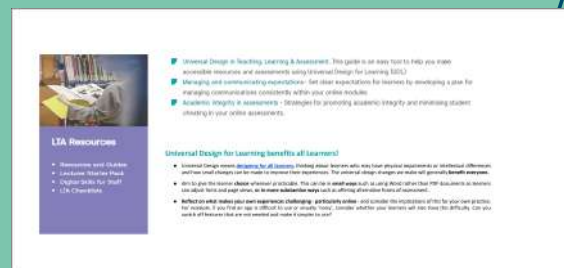 Universal Design in Teaching, Learning & Assessment. This guide is an easy tool to help you make
accessible resources and assessments using Universal Design for Learning (UDL)
Managing and communicating expectations - Set clear expectations for learners by developing a plan for
managing communications consistently within your online modules
Academic integrity in assessments - Strategies for promoting academic integrity and minimising student
cheating in your online assessments.
LTA Resources
Resources and Guides
Lecturer Starter Pack
Digital Skills for Staff
LTA Checklists
Universal Design for Learning benefits all Learners?
Universal Design means designing for all learners, thinking about learners who may have physical impairments or intellectual differences
and how small changes can be made to improve their experiences. The universal design changes we make will generally benefit everyone.
Aim to give the learner choice wherever practicable. This can be in small ways such as using Word rather than PDF documents so learners
can adjust fonts and page views, or in more substantive ways such as offering alternative forms of assessment.
Reflect on what makes your own experiences challenging - particularly online - and consider the implications of this for your own practice.
For example, if you find an app is difficult to use or visually 'noisy', consider whether your learners will also have this difficulty. Can you
switch off features that are not needed and make it simpler to use?